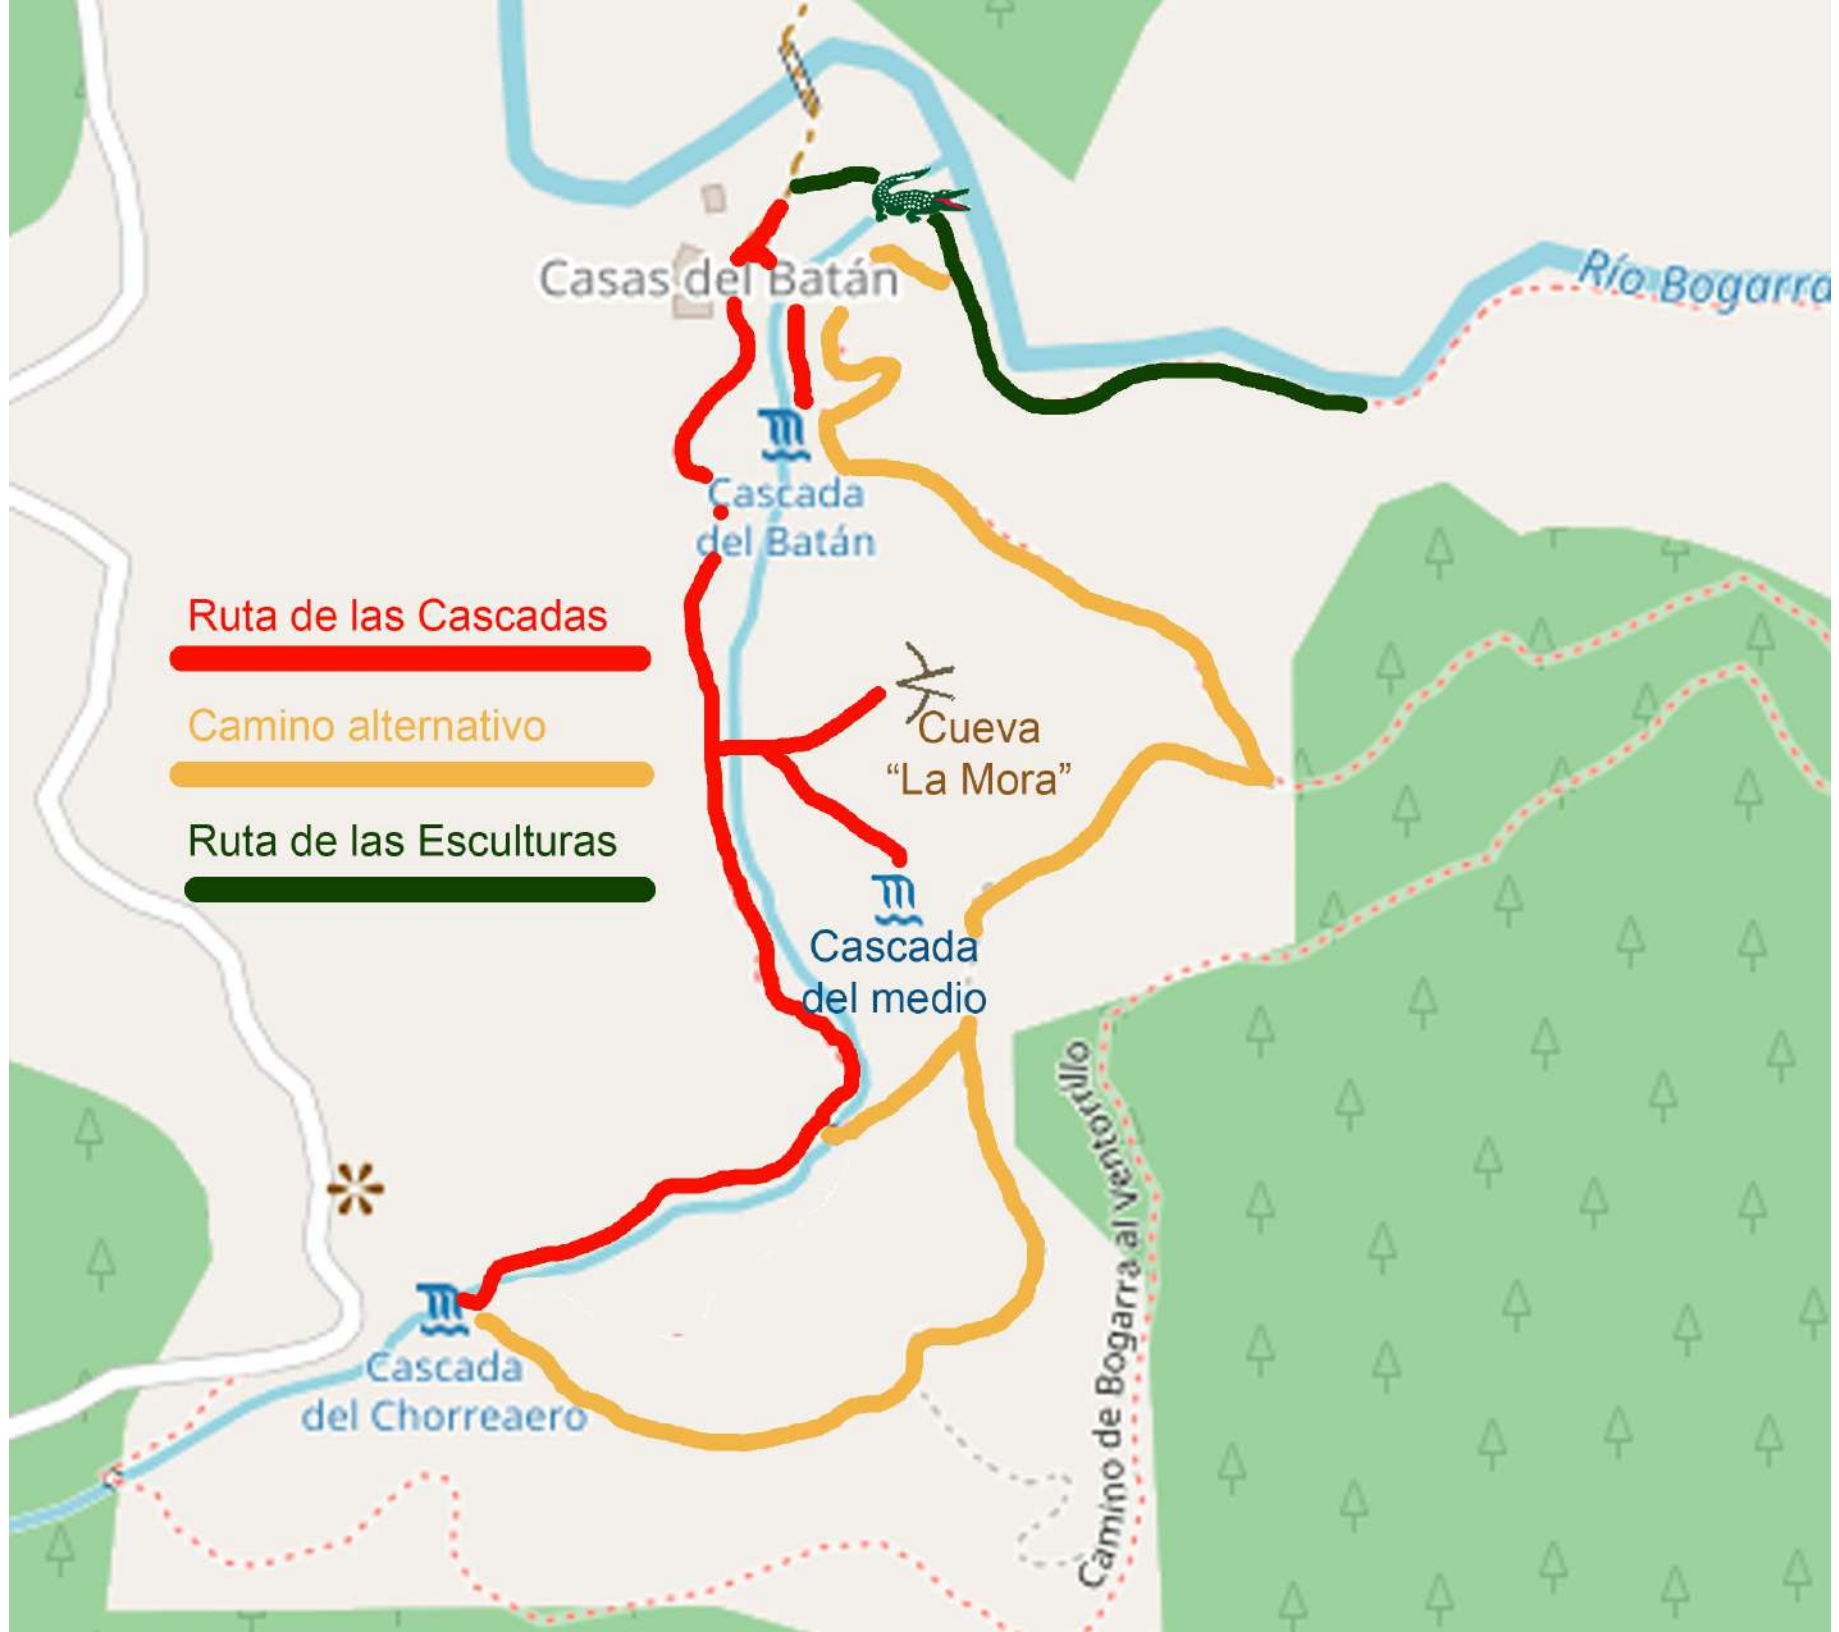 Casas del Batán
Río Bogarra
Cascada
del Batán
Ruta de las Cascadas
Camino alternativo
Ruta de las Esculturas
Cueva
“La Mora”
Cascada
del medio
Camino de Bogarra al Ventorrillo
Cascada
del Chorreaero